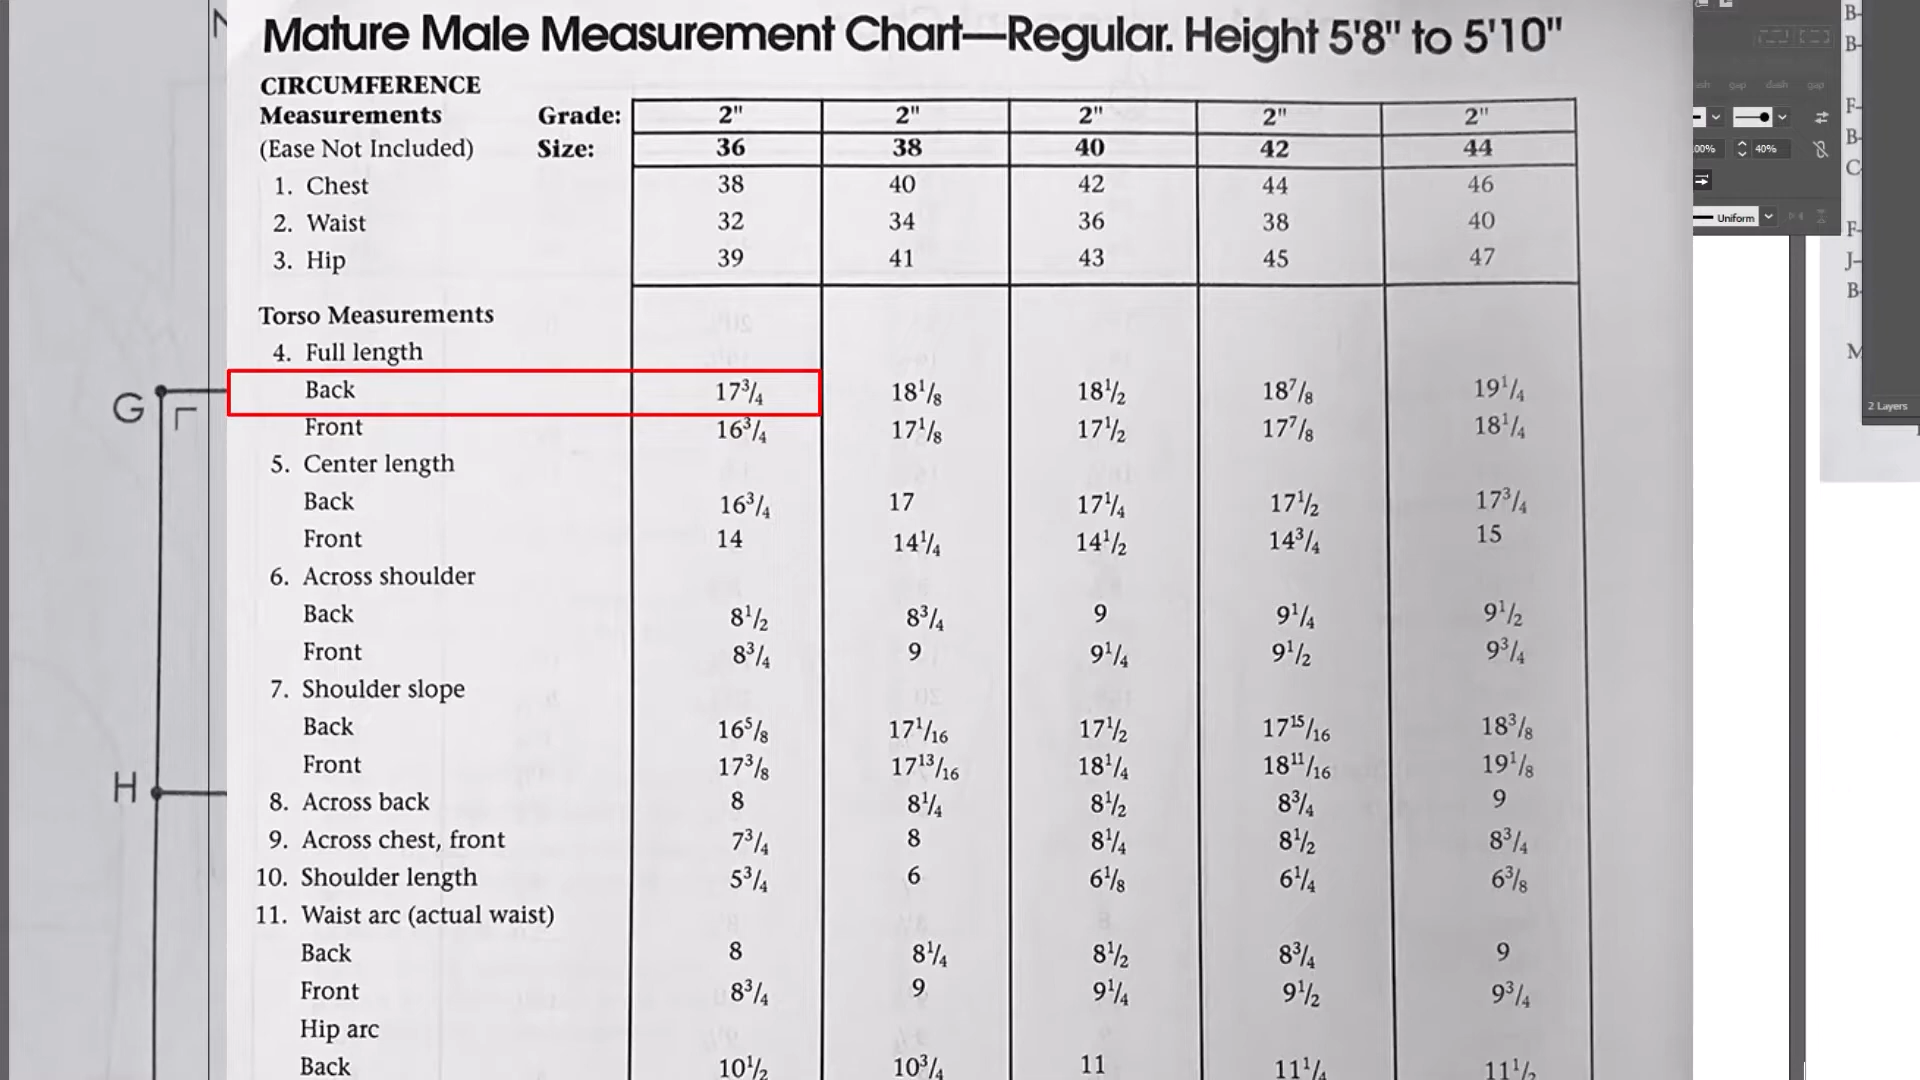 Mature Male Measurement Chart—Regular. Height 5'8" to 5'10"
CIRCUMFERENCE
Measurements Grade: 2" 2" 2" 2" 2"
(Ease Not Included) Size: 36 38 40 42 44
1. Chest 38 40 42 44 46
2. Waist 32 34 36 38 40
3. Hip 39 41 43 45 47
Torso Measurements
4. Full length
Back 17 3/4 18 1/8 18 1/2 18 7/8 19 1/4
Front 16 3/4 17 1/8 17 1/2 17 7/8 18 1/4
5. Center length
Back 16 3/4 17 17 1/4 17 1/2 17 3/4
Front 14 14 1/4 14 1/2 14 3/4 15
6. Across shoulder
Back 8 1/2 8 3/4 9 9 1/4 9 1/2
Front 8 3/4 9 9 1/4 9 1/2 9 3/4
7. Shoulder slope
Back 16 5/8 17 1/16 17 1/2 17 15/16 18 3/8
Front 17 3/8 17 13/16 18 1/4 18 11/16 19 1/8
8. Across back 8 8 1/4 8 1/2 8 3/4 9
9. Across chest, front 7 3/4 8 8 1/4 8 1/2 8 3/4
10. Shoulder length 5 3/4 6 6 1/8 6 1/4 6 3/8
11. Waist arc (actual waist)
Back 8 8 1/4 8 1/2 8 3/4 9
Front 8 3/4 9 9 1/4 9 1/2 9 3/4
Hip arc
Back 10 1/2 10 3/4 11 11 1/4 11 1/2
G
H
gap dash gap
40%
Uniform
2 Layers
B-
B-
F-
B-
C
F-
J-
B-
M